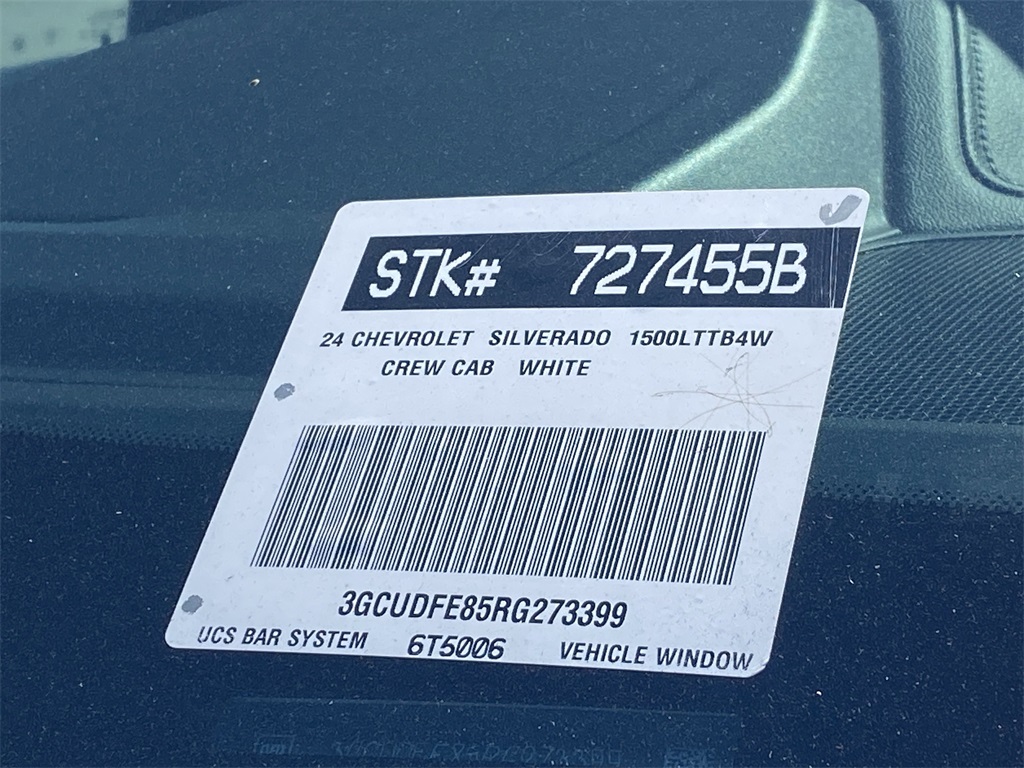 STK# 727455B
24 CHEVROLET SILVERADO 1500LTTB4W
CREW CAB WHITE
3GCUDFE85RG273399
UCS BAR SYSTEM 6T5006 VEHICLE WINDOW